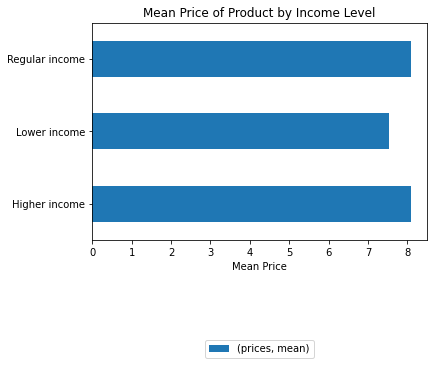 Mean Price of Product by Income Level
Regular income
Lower income
Higher income
0 1 2 3 4 5 6 7 8
Mean Price
(prices, mean)